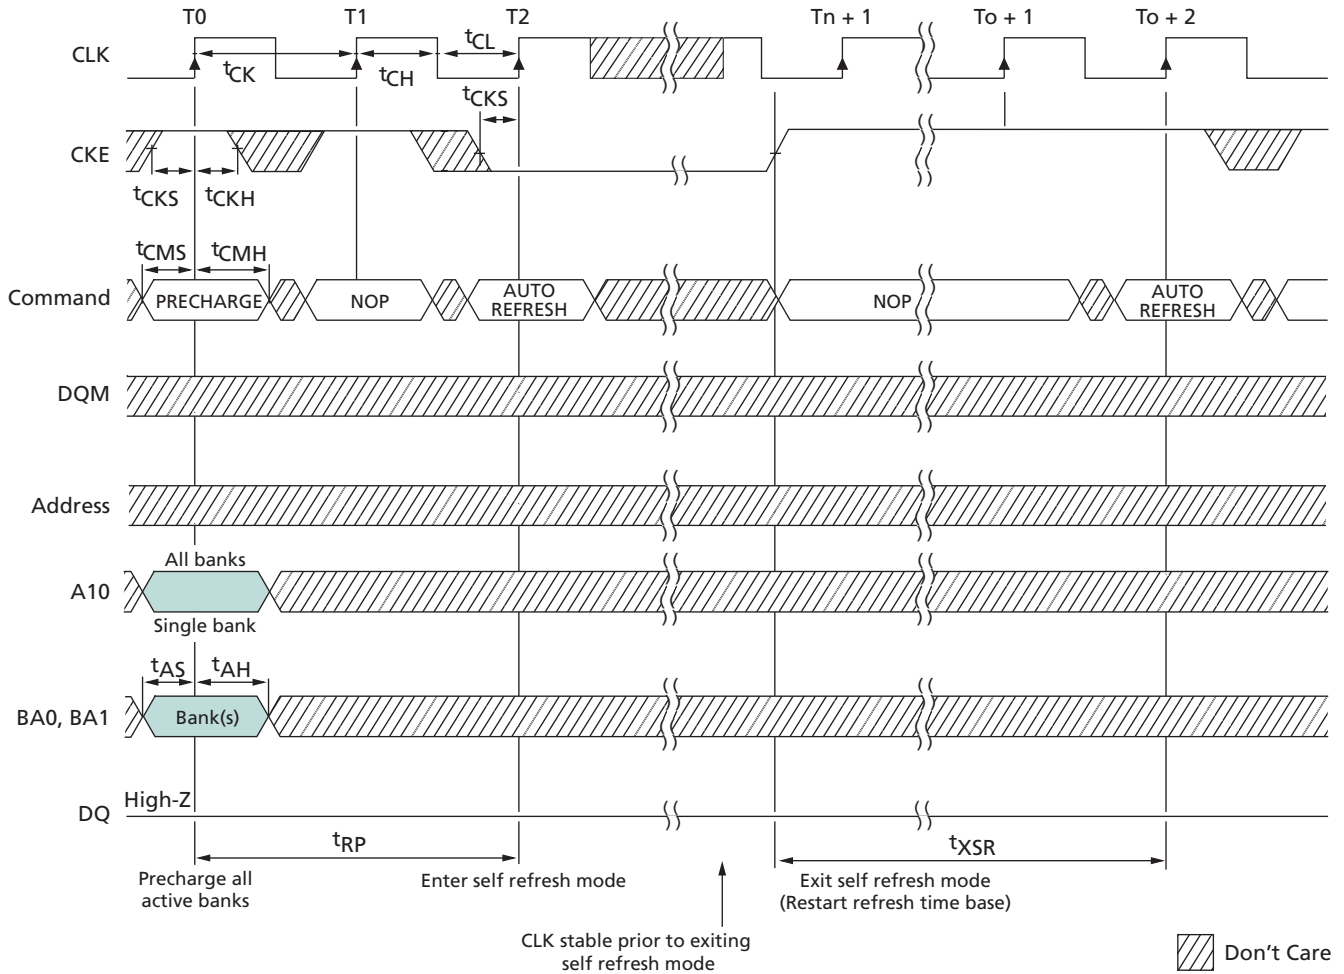 T0 T1 T2 Tn + 1 To + 1 To + 2
CLK
tCK tCH tCL
tCKS
CKE
tCKS tCKH
tCMS tCMH
Command PRECHARGE NOP AUTO REFRESH NOP AUTO REFRESH
DQM
Address
All banks
A10
Single bank
tAS tAH
BA0, BA1 Bank(s)
High-Z
DQ
tRP tXSR
Precharge all
active banks
Enter self refresh mode
Exit self refresh mode
(Restart refresh time base)
CLK stable prior to exiting
self refresh mode
Don't Care